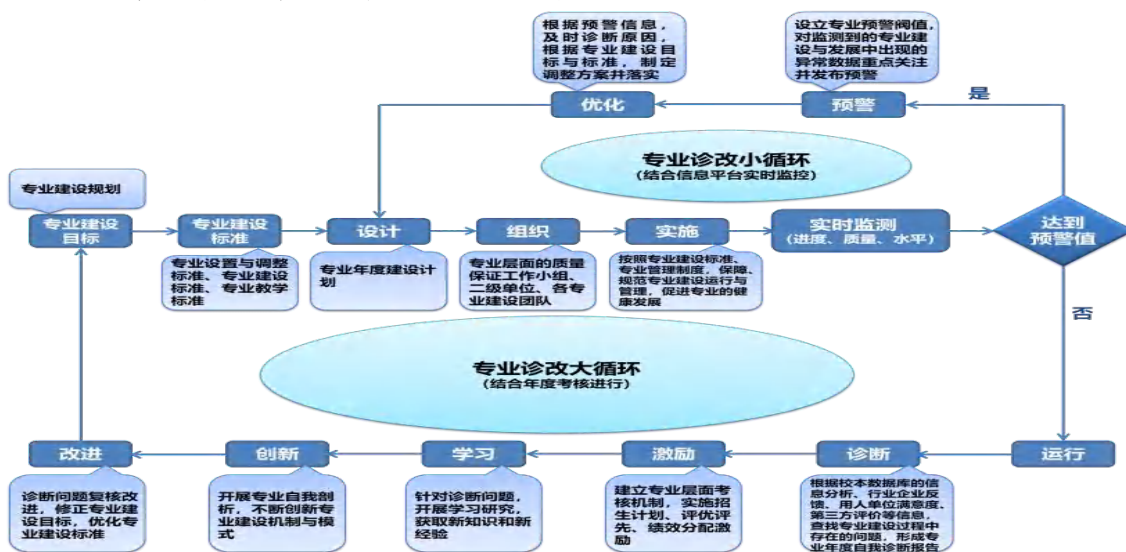 根据预警信息,
及时诊断原因,
根据专业建设目
标与标准,制定
调整方案并落实
设立专业预警阀值,
对监测到的专业建
设与发展中出现的
异常数据重点关注
并发布预警
优化
预警
是
专业诊改小循环
(结合信息平台实时监控)
专业建设规划
专业建设
目标
专业建设
标准
设计
组织
实施
实时监测
(进度、质量、水平)
达到
预警值
专业设置与调整
标准、专业建设
标准、专业教学
标准
专业年度建设计
划
专业层面的质量
保证工作小组、
二级单位、各专
业建设团队
按照专业建设标准、
专业管理制度,保障、
规范专业建设运行与
管理,促进专业的健
康发展
否
专业诊改大循环
(结合年度考核进行)
改进
创新
学习
激励
诊断
运行
诊断问题复核改
进,修正专业建
设目标,优化专
业建设标准
开展专业自我剖
析,不断创新专
业建设机制与模
式
针对诊断问题,
开展学习研究,
获取新知识和新
经验
建立专业层面考
核机制,实施招
生计划、评优评
先、绩效分配激
励
根据校本数据库的信
息分析、行业企业反
馈、用人单位满意度、
第三方评价等信息,
查找专业建设过程中
存在的问题,形成专
业年度自我诊断报告